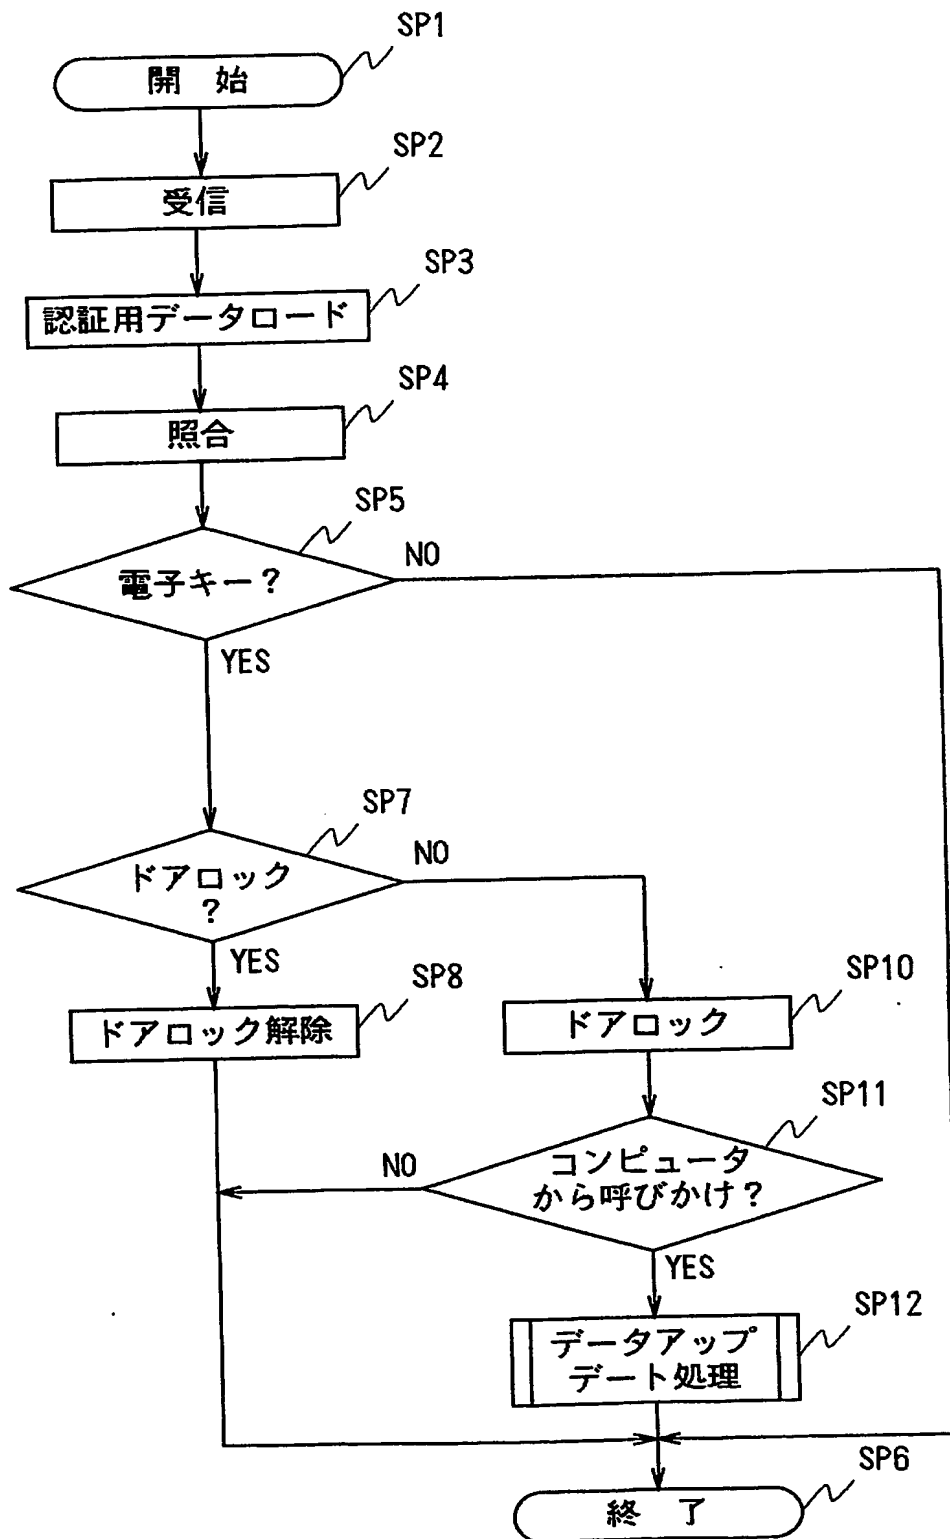 SP1
開 始
SP2
受信
SP3
認証用データロード
SP4
照合
SP5
電子キー？
NO
YES
SP7
ドアロック
？
NO
YES
SP8
ドアロック解除
SP10
ドアロック
SP11
コンピュータ
から呼びかけ？
NO
YES
SP12
データアップ
デート処理
SP6
終 了